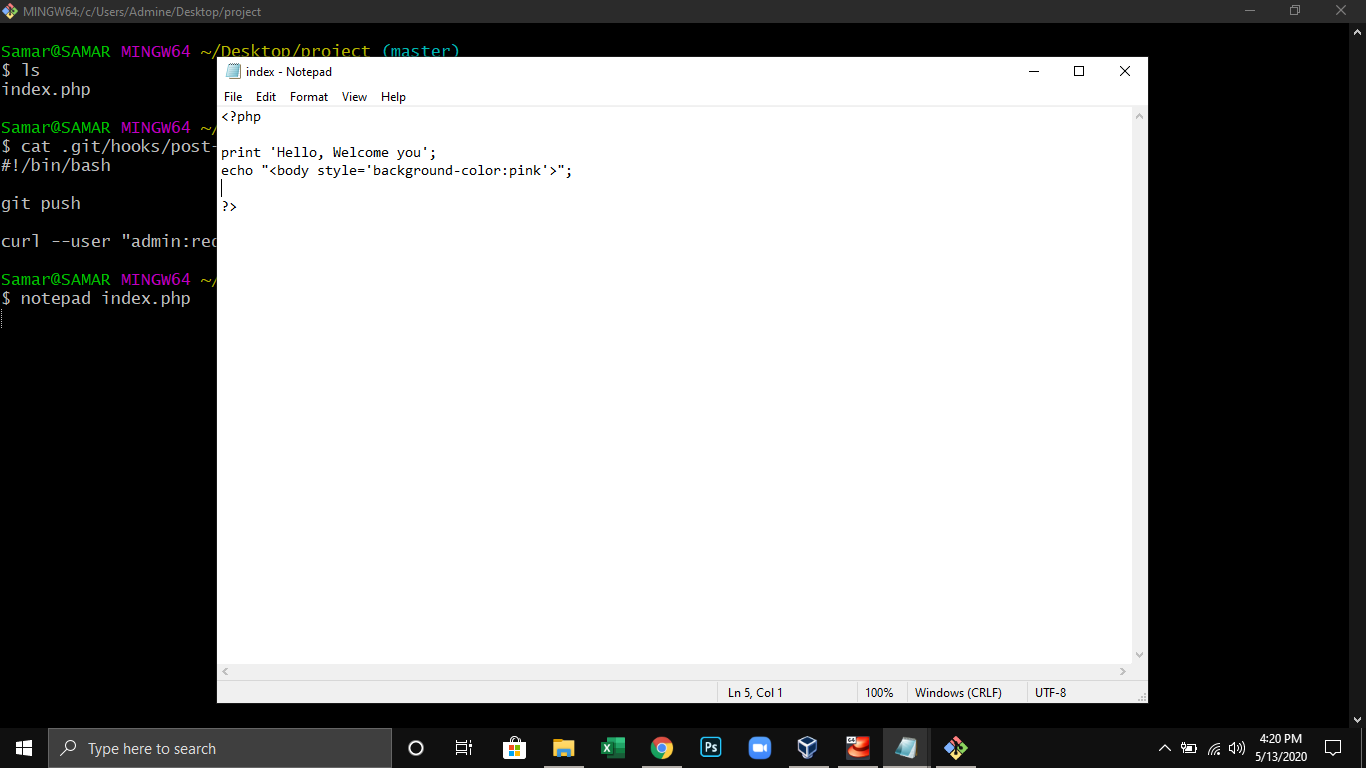 MINGW64:/c/Users/Admine/Desktop/project
Samar@SAMAR MINGW64 ~/Desktop/project (master)
$ ls
index.php
Samar@SAMAR MINGW64 ~/
$ cat .git/hooks/post-
#!/bin/bash
git push
curl --user "admin:red
Samar@SAMAR MINGW64 ~/
$ notepad index.php
index - Notepad
File Edit Format View Help
<?php
print 'Hello, Welcome you';
echo "<body style='background-color:pink'>";
?>
Ln 5, Col 1 100% Windows (CRLF) UTF-8
Type here to search
Ps
64
4:20 PM
5/13/2020